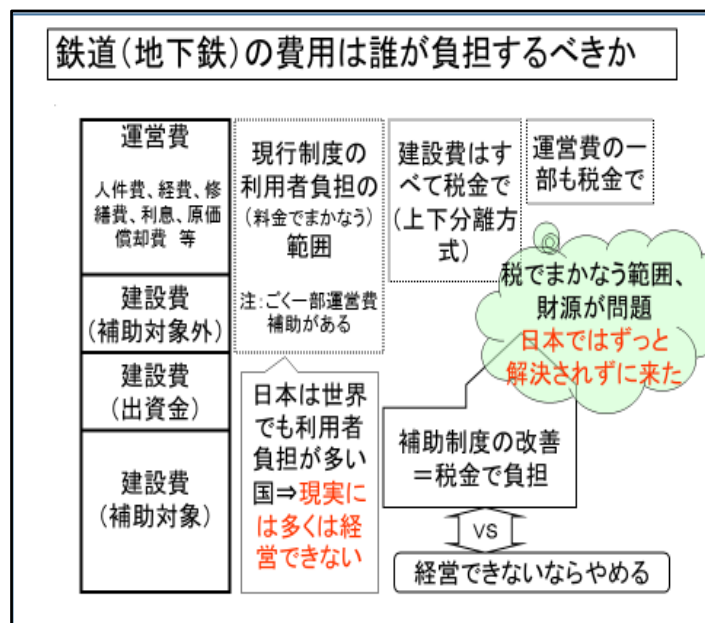 鉄道（地下鉄）の費用は誰が負担するべきか
運営費
人件費、経費、修
繕費、利息、原価
償却費 等
建設費
（補助対象外）
建設費
（出資金）
建設費
（補助対象）
現行制度の
利用者負担の
（料金でまかなう）
範囲
注：ごく一部運営費
補助がある
日本は世界
でも利用者
負担が多い
国⇒現実に
は多くは経
営できない
建設費はす
べて税金で
（上下分離方
式）
運営費の一
部も税金で
税でまかなう範囲、
財源が問題
日本ではずっと
解決されずに来た
補助制度の改善
＝税金で負担
VS
経営できないならやめる